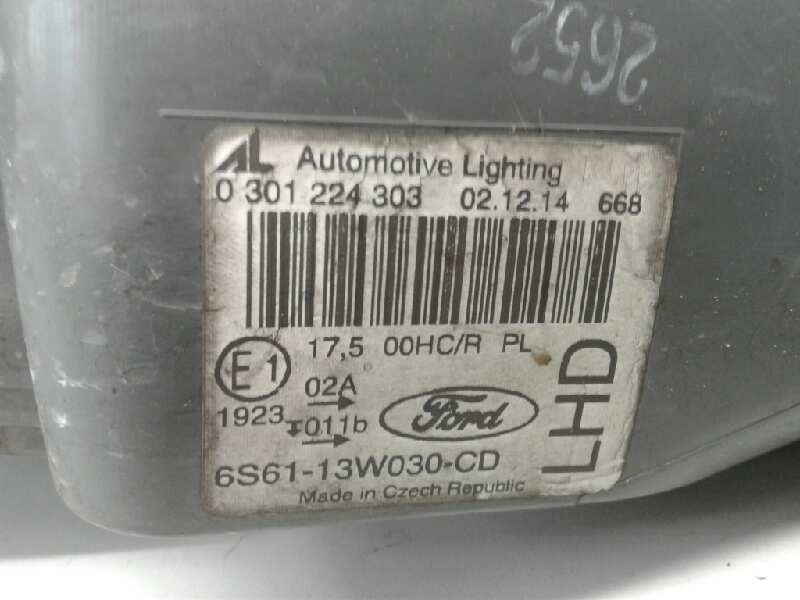 2652
AL Automotive Lighting
0 301 224 303 02.12.14 668
17,5 00HC/R PL
E1
02A
1923
011b
Ford
LHD
6S61-13W030-CD
Made in Czech Republic